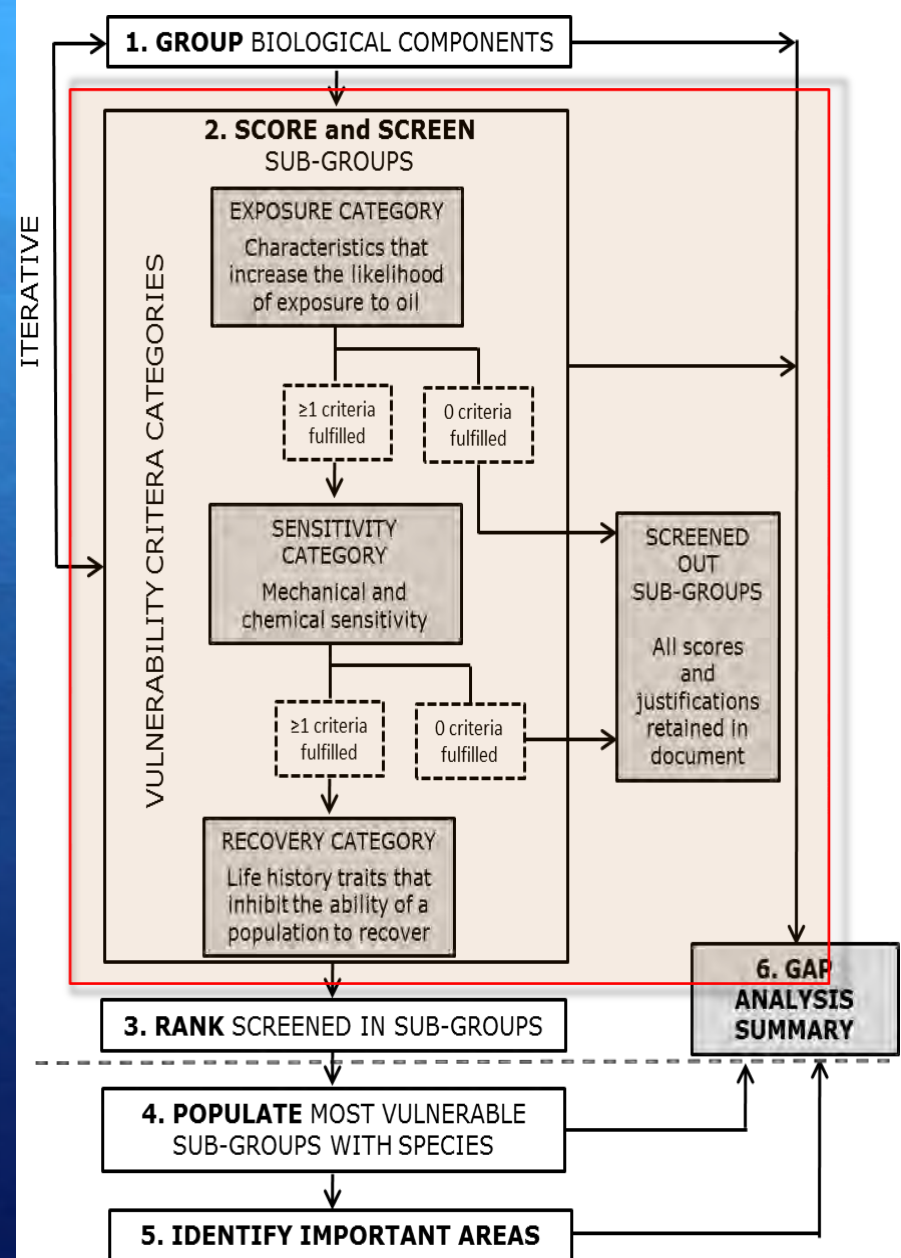 1. GROUP BIOLOGICAL COMPONENTS
ITERATIVE
VULNERABILITY CRITERA CATEGORIES
2. SCORE and SCREEN
SUB-GROUPS
EXPOSURE CATEGORY
Characteristics that
increase the likelihood
of exposure to oil
≥1 criteria
fulfilled
0 criteria
fulfilled
SENSITIVITY
CATEGORY
Mechanical and
chemical sensitivity
SCREENED
OUT
SUB-GROUPS
All scores
and
justifications
retained in
document
≥1 criteria
fulfilled
0 criteria
fulfilled
RECOVERY CATEGORY
Life history traits that
inhibit the ability of a
population to recover
6. GAP
ANALYSIS
SUMMARY
3. RANK SCREENED IN SUB-GROUPS
4. POPULATE MOST VULNERABLE
SUB-GROUPS WITH SPECIES
5. IDENTIFY IMPORTANT AREAS